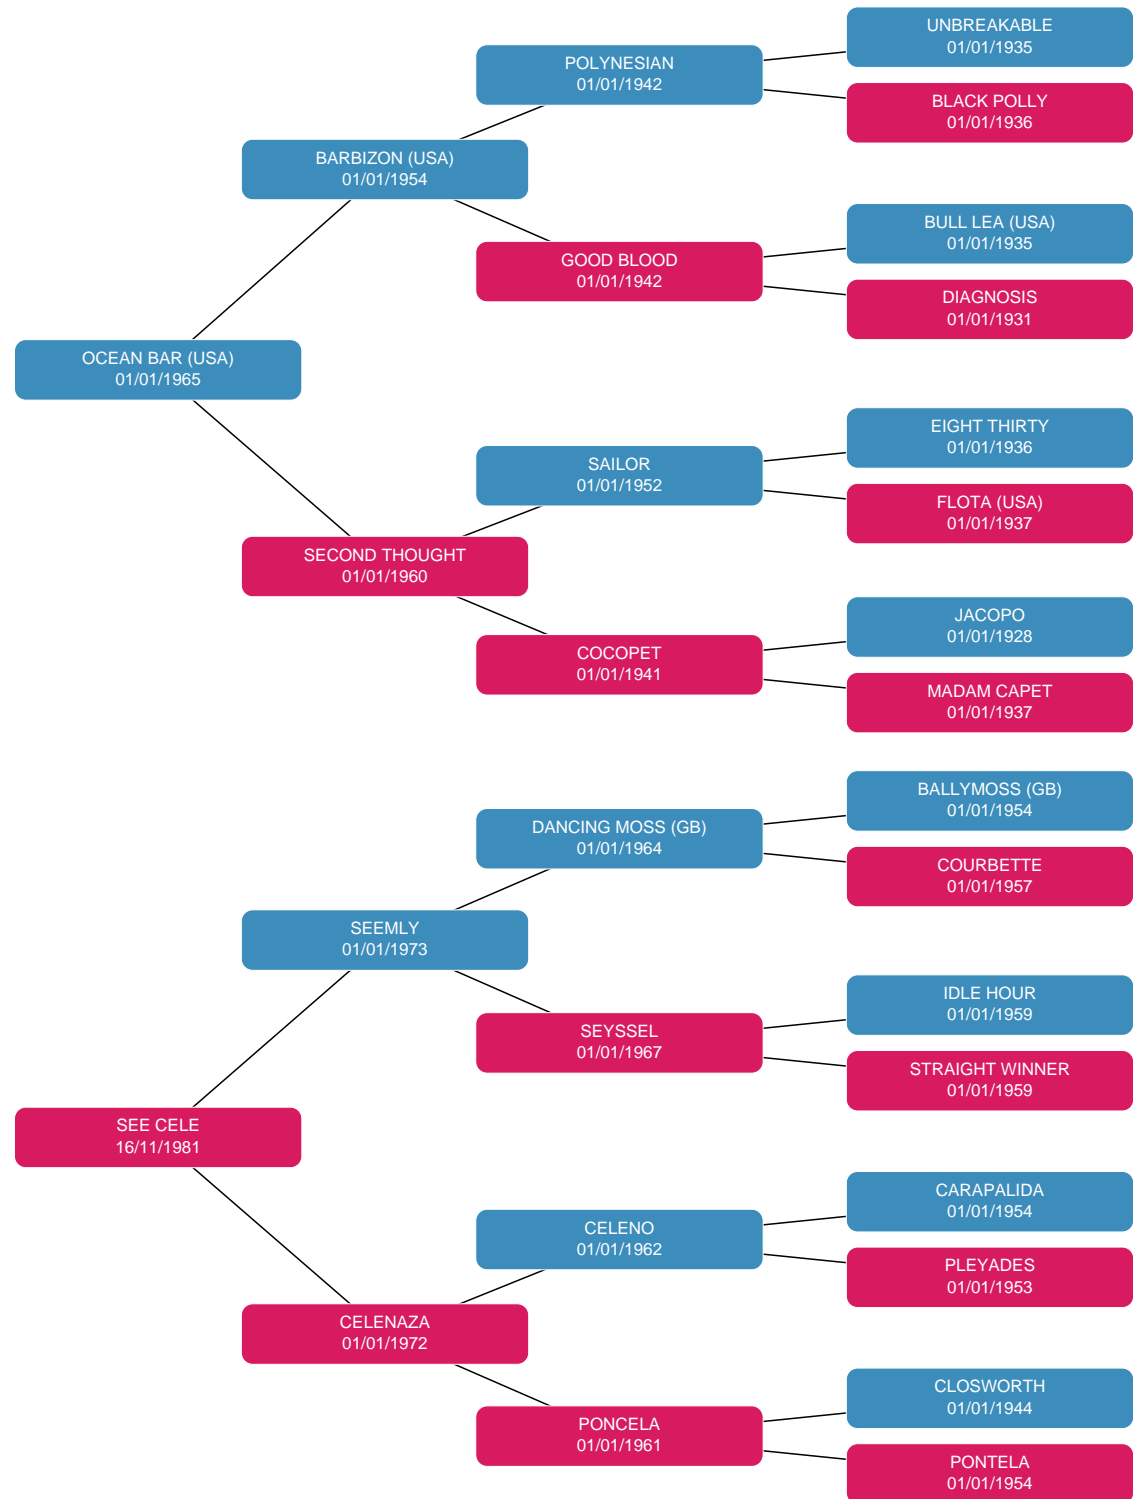 UNBREAKABLE
01/01/1935
POLYNESIAN
01/01/1942
BLACK POLLY
01/01/1936
BARBIZON (USA)
01/01/1954
BULL LEA (USA)
01/01/1935
GOOD BLOOD
01/01/1942
DIAGNOSIS
01/01/1931
OCEAN BAR (USA)
01/01/1965
EIGHT THIRTY
01/01/1936
SAILOR
01/01/1952
FLOTA (USA)
01/01/1937
SECOND THOUGHT
01/01/1960
JACOPO
01/01/1928
COCOPET
01/01/1941
MADAM CAPET
01/01/1937
BALLYMOSS (GB)
01/01/1954
DANCING MOSS (GB)
01/01/1964
COURBETTE
01/01/1957
SEEMLY
01/01/1973
IDLE HOUR
01/01/1959
SEYSSEL
01/01/1967
STRAIGHT WINNER
01/01/1959
SEE CELE
16/11/1981
CARAPALIDA
01/01/1954
CELENO
01/01/1962
PLEYADES
01/01/1953
CELENAZA
01/01/1972
CLOSWORTH
01/01/1944
PONCELA
01/01/1961
PONTELA
01/01/1954